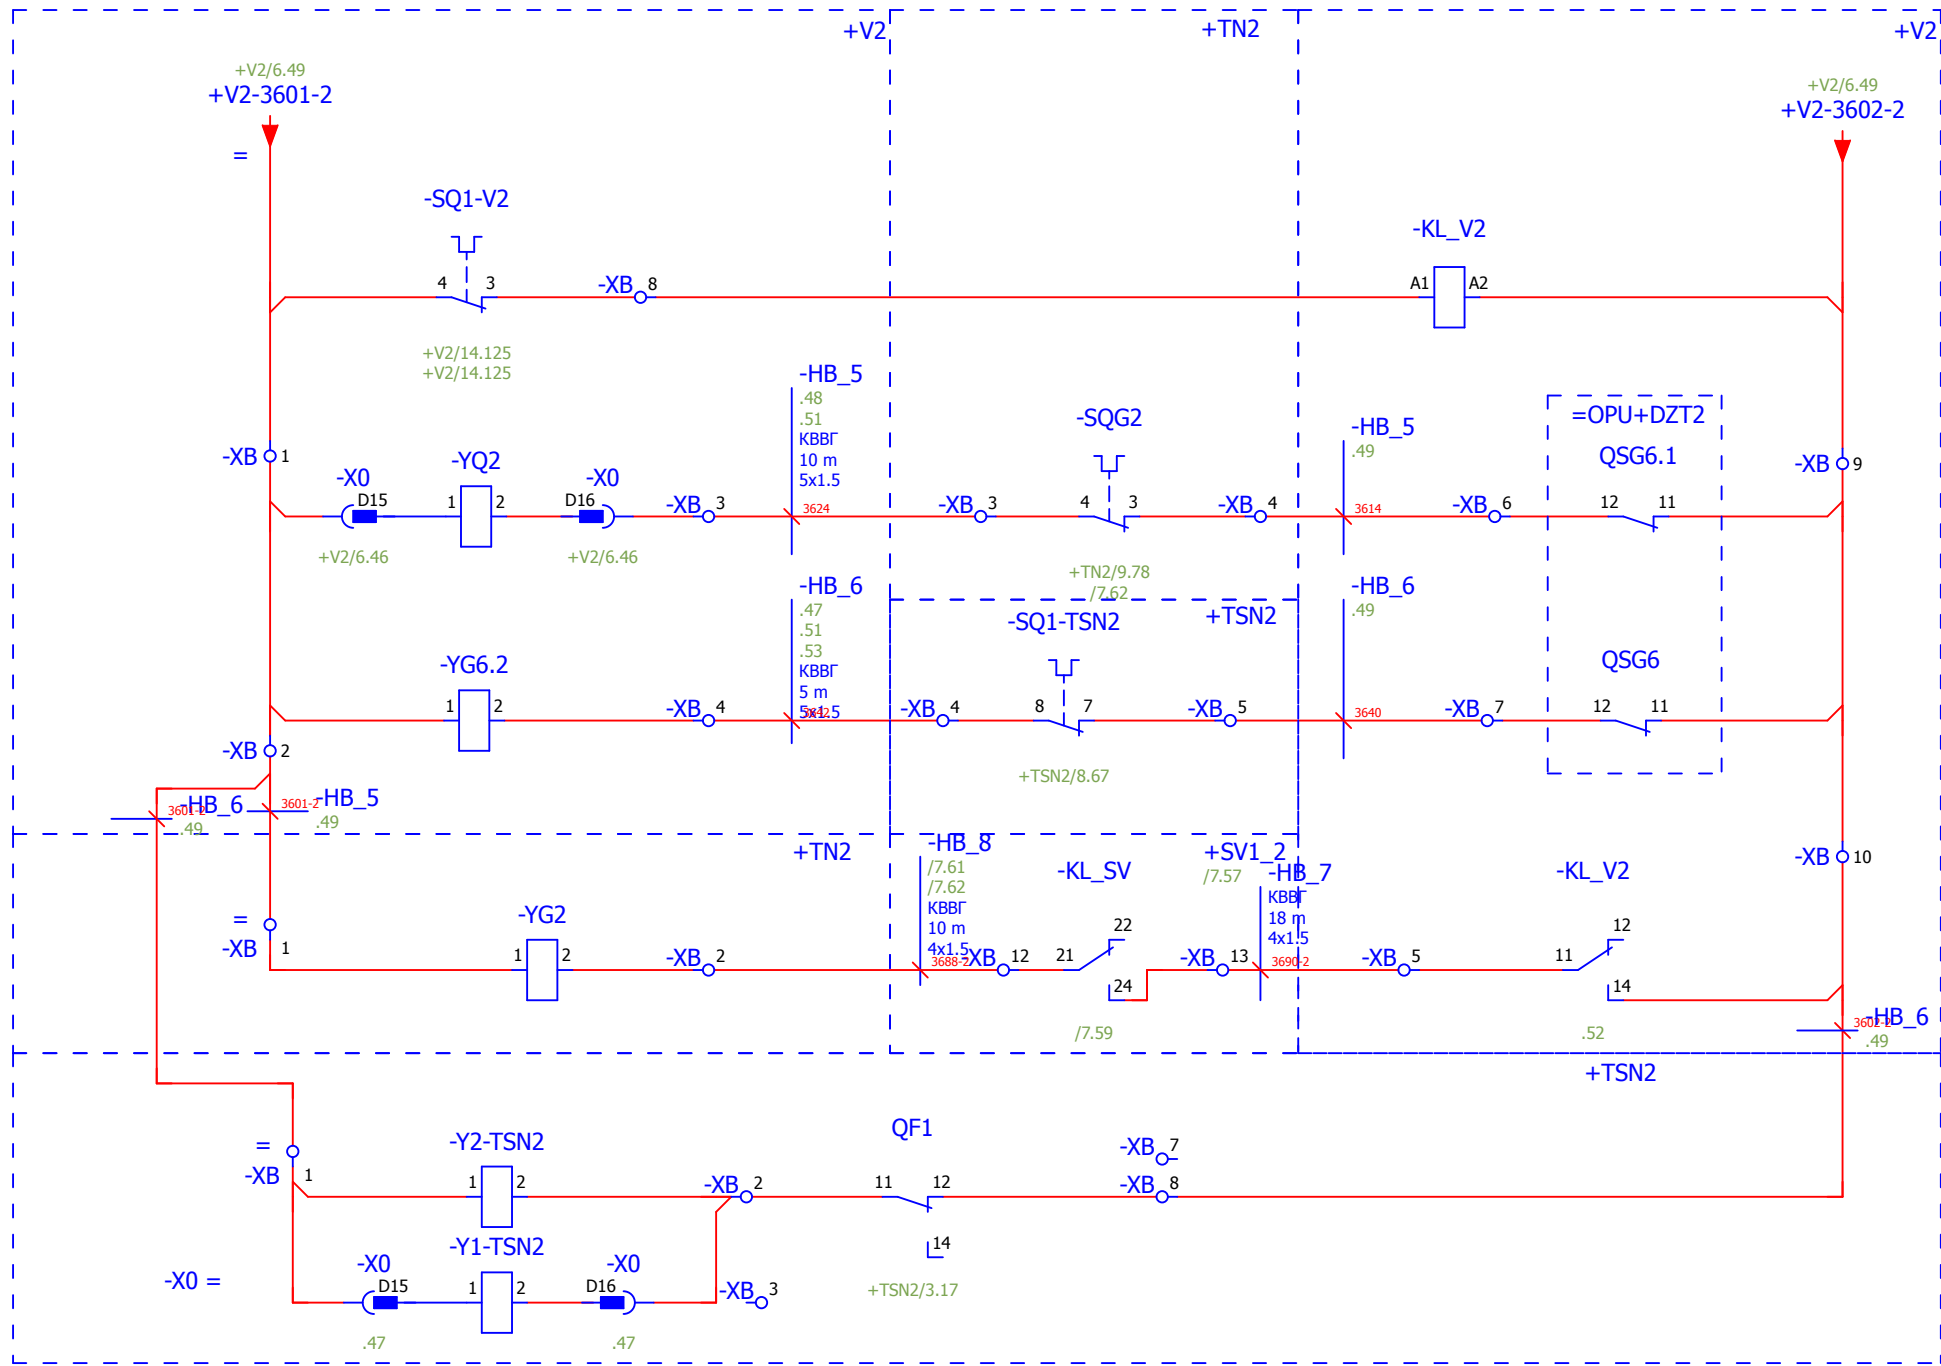 +V2
+TN2
+V2
+V2/6.49
+V2-3601-2
=
+V2/6.49
+V2-3602-2
-SQ1-V2
4 3
-XB 8
+V2/14.125
+V2/14.125
-KL_V2
A1 A2
-HB_5
.48
.51
КВВГ
10 m
5x1.5
-SQG2
-HB_5
.49
=OPU+DZT2
QSG6.1
-XB 1
-X0
D15
-YQ2
1 2
-X0
D16
-XB 3
3624
-XB 3
4 3
-XB 4
3614
-XB 6
12 11
-XB 9
+V2/6.46
+V2/6.46
+TN2/9.78
/7.62
-HB_6
.47
.51
.53
КВВГ
5 m
5x1.5
-SQ1-TSN2
+TSN2
-HB_6
.49
QSG6
-YG6.2
1 2
-XB 4
-XB 4
8 7
-XB 5
3640
-XB 7
12 11
+TSN2/8.67
-XB 2
3601-2
-HB_6
.49
3601-2
-HB_5
.49
+TN2
-HB_8
/7.61
/7.62
КВВГ
10 m
4x1.5
-KL_SV
+SV1_2
/7.57
-HB_7
КВВГ
18 m
4x1.5
-KL_V2
-XB 10
=
-XB 1
-YG2
1 2
-XB 2
3688-2
-XB 12
21
22
24
-XB 13
3690-2
-XB 5
11
12
14
/7.59
.52
3602-2
-HB_6
.49
+TSN2
=
-XB 1
-Y2-TSN2
1 2
-XB 2
QF1
11 12
14
+TSN2/3.17
-XB 7
-XB 8
-X0 =
-X0
D15
-Y1-TSN2
1 2
-X0
D16
-XB 3
.47
.47